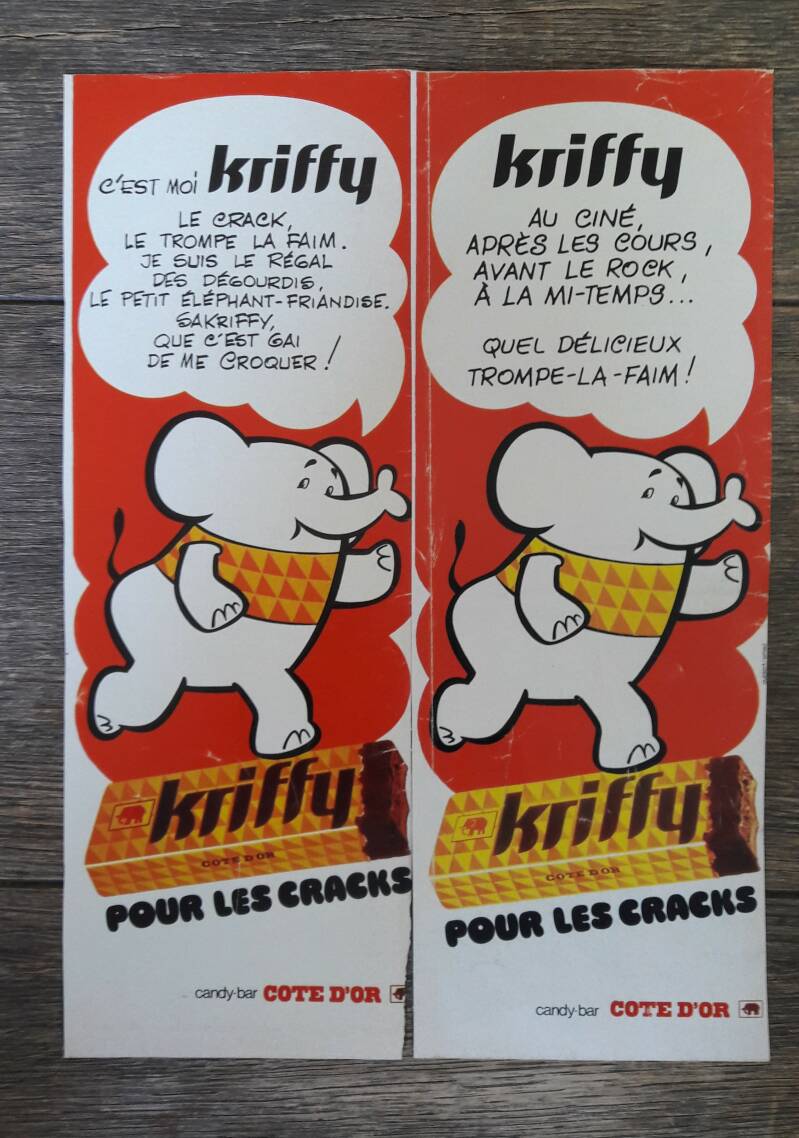 C'EST MOI kriffy
LE CRACK,
LE TROMPE LA FAIM.
JE SUIS LE RÉGAL
DES DÉGOURDIS,
LE PETIT ÉLÉPHANT-FRIANDISE.
SAKRIFFY,
QUE C'EST GAI
DE ME CROQUER !
kriffy
COTE D'OR
POUR LES CRACKS
candy-bar COTE D'OR
kriffy
AU CINÉ,
APRÈS LES COURS,
AVANT LE ROCK,
À LA MI-TEMPS...
QUEL DÉLICIEUX
TROMPE-LA-FAIM !
kriffy
COTE D'OR
POUR LES CRACKS
candy-bar COTE D'OR